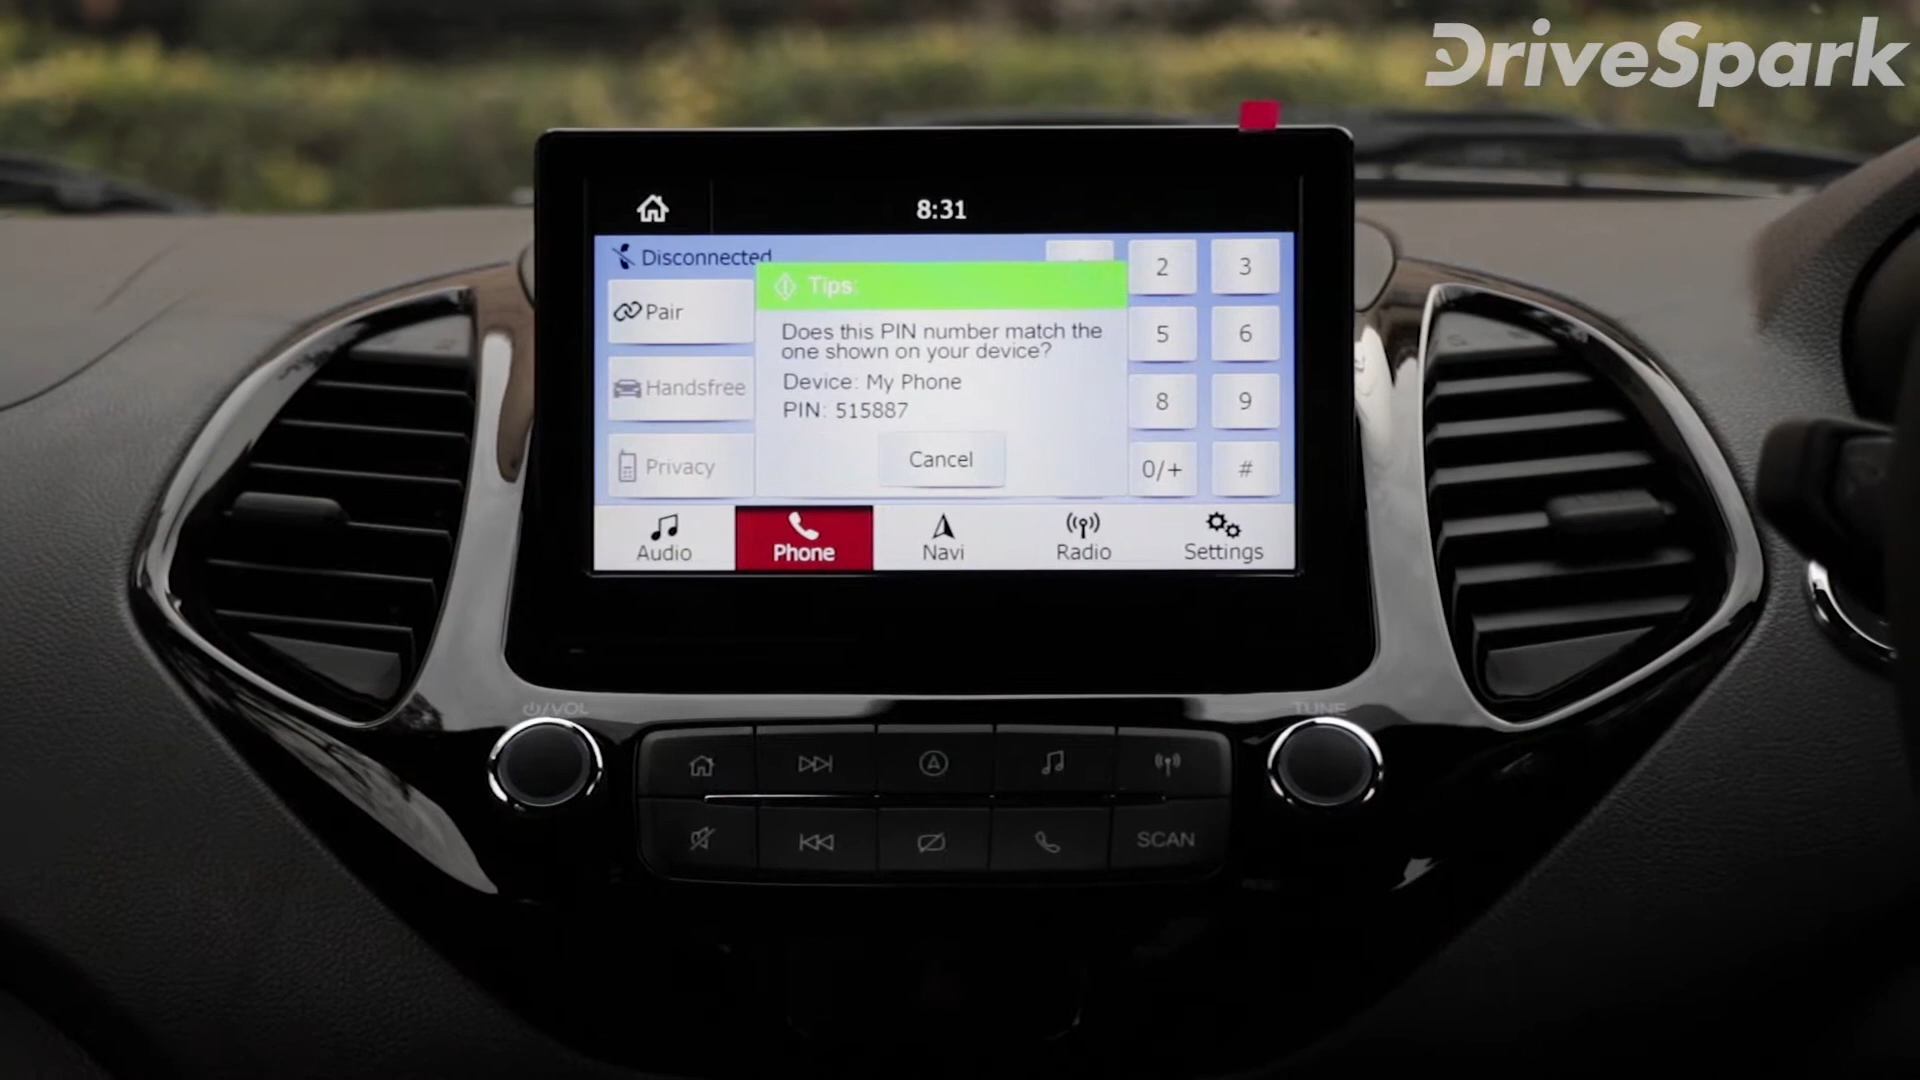 DriveSpark
8:31
Disconnected
2
3
Tips:
Pair
Does this PIN number match the
one shown on your device?
5
6
Device: My Phone
Handsfree
PIN: 515887
8
9
Cancel
Privacy
0/+
#
Audio
Phone
Navi
Radio
Settings
/VOL
TUNE
SCAN